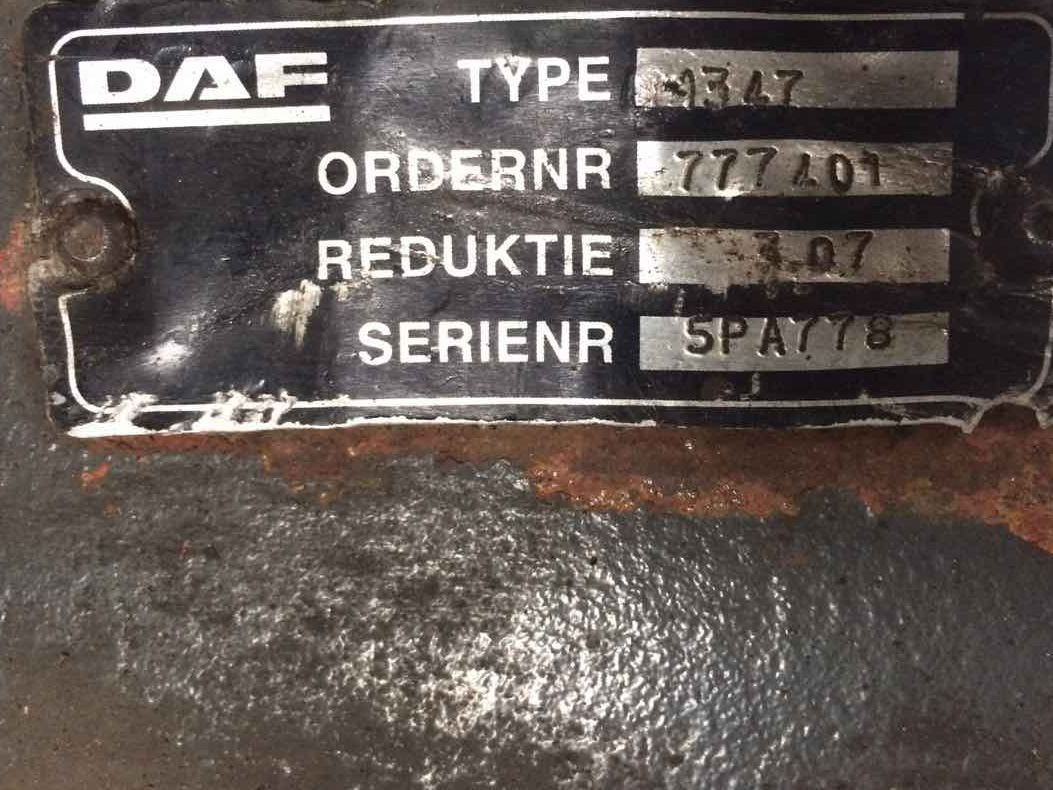 DAF
TYPE 1347
ORDERNR 777401
REDUKTIE 3.07
SERIENR 5PA778